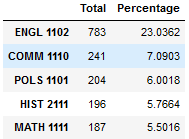 Total Percentage
ENGL 1102 783 23.0362
COMM 1110 241 7.0903
POLS 1101 204 6.0018
HIST 2111 196 5.7664
MATH 1111 187 5.5016